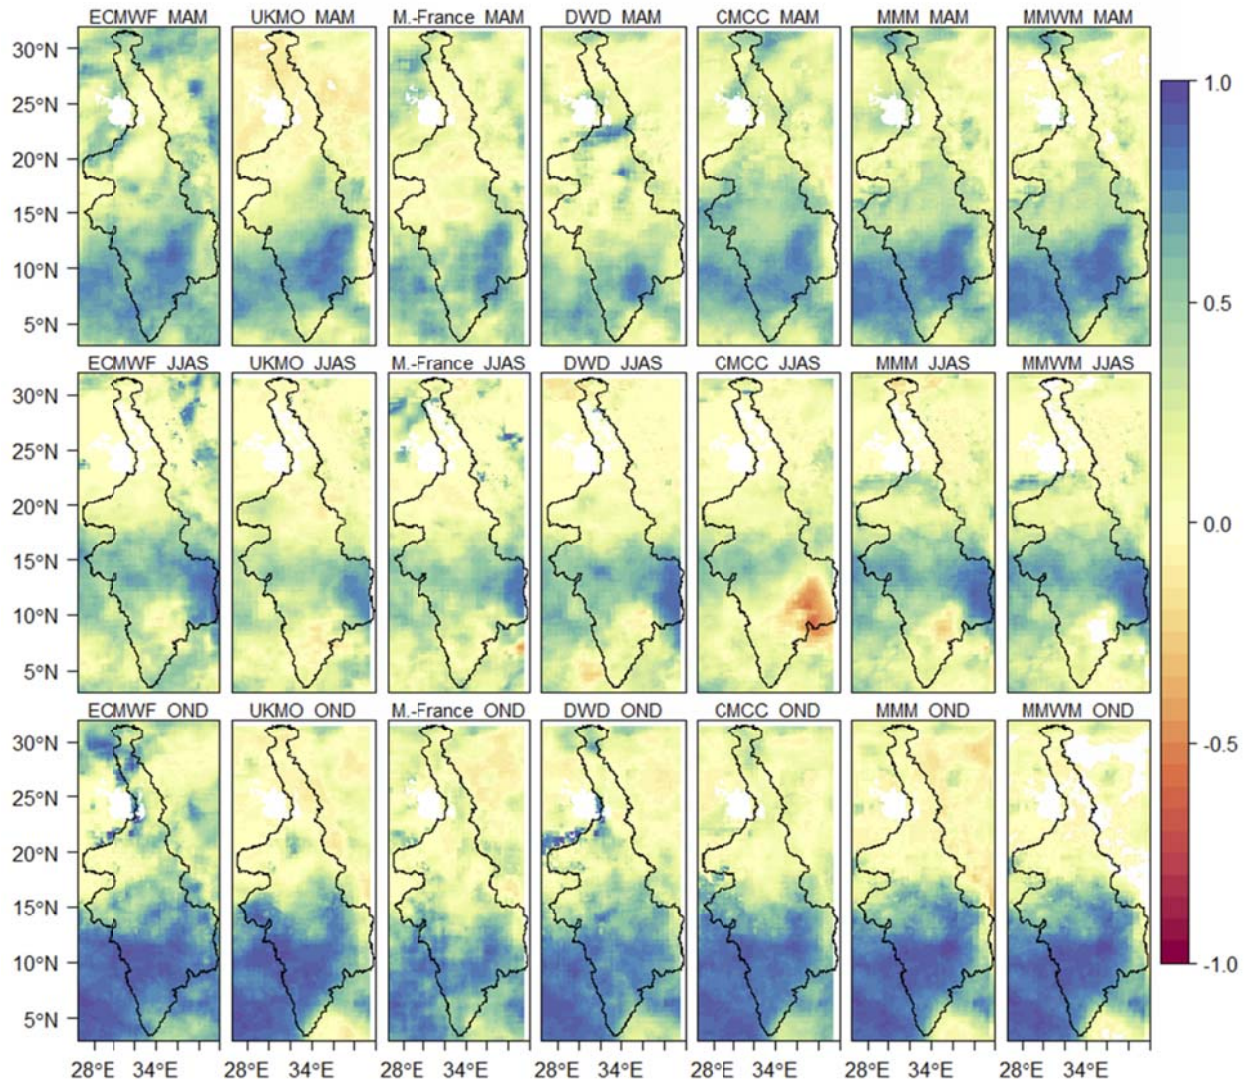 ECMWF MAM UKMO MAM M.-France MAM DWD MAM CMCC MAM MMM MAM MMWM MAM
30°N
25°N
20°N
15°N
10°N
5°N
ECMWF JJAS UKMO JJAS M.-France JJAS DWD JJAS CMCC JJAS MMM JJAS MMWM JJAS
30°N
25°N
20°N
15°N
10°N
5°N
ECMWF OND UKMO OND M.-France OND DWD OND CMCC OND MMM OND MMWM OND
30°N
25°N
20°N
15°N
10°N
5°N
28°E 34°E 28°E 34°E 28°E 34°E 28°E 34°E 28°E 34°E 28°E 34°E 28°E 34°E
1.0
0.5
0.0
-0.5
-1.0